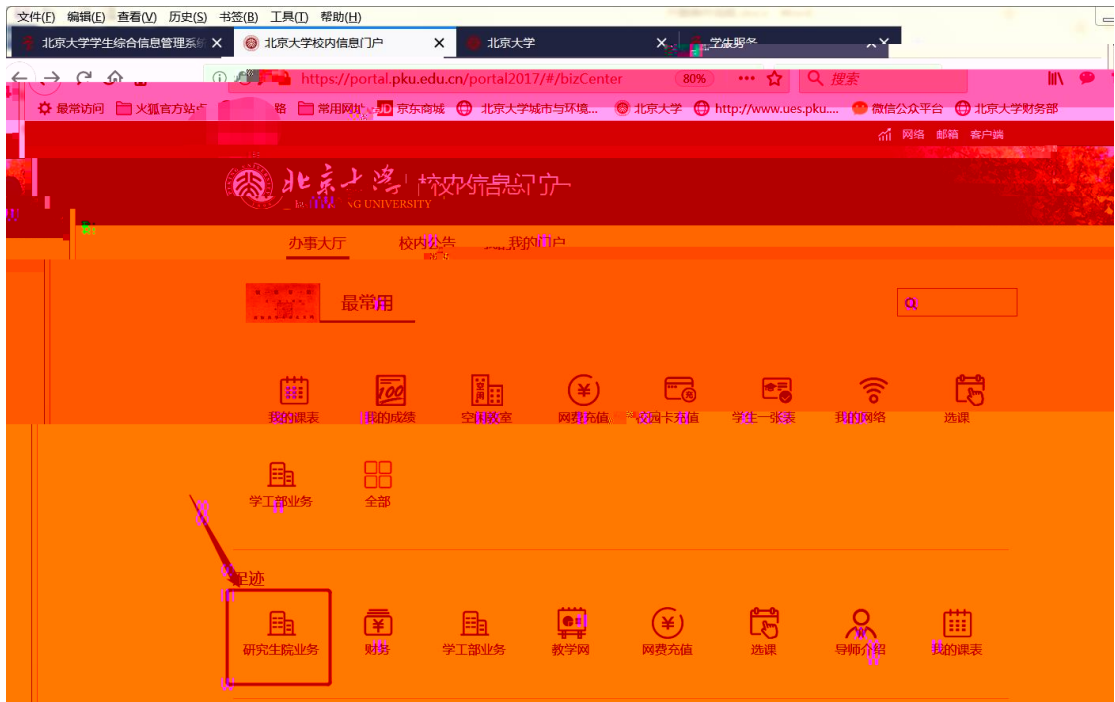 文件(F) 编辑(E) 查看(V) 历史(S) 书签(B) 工具(T) 帮助(H)
北京大学学生综合信息管理系统 北京大学校内信息门户 北京大学
https://portal.pku.edu.cn/portal2017/#/bizCenter 80% 搜索
最常访问 火狐官方站点 常用网址 JD 京东商城 北京大学城市与环境... 北京大学 http://www.ues.pku.... 微信公众平台 北京大学财务部
网络 邮箱 客户端
北京大学 校内信息门户
NG UNIVERSITY
办事大厅 校内公告 我的门户
最常用
我的课表 我的成绩 空闲教室 网费充值 校园卡充值 学生一张表 我的网络 选课
学工部业务 全部
足迹
研究生院业务 财务 学工部业务 教学网 网费充值 选课 导师介绍 我的课表